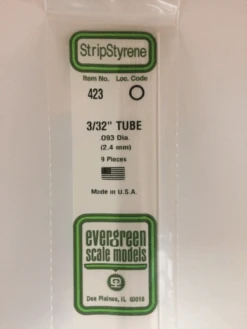 StripStyrene
Item No. Loc. Code
423
3/32" TUBE
.093 Dia.
(2.4 mm)
9 Pieces
Made in U.S.A.
evergreen
scale models
Des Plaines, IL 60018